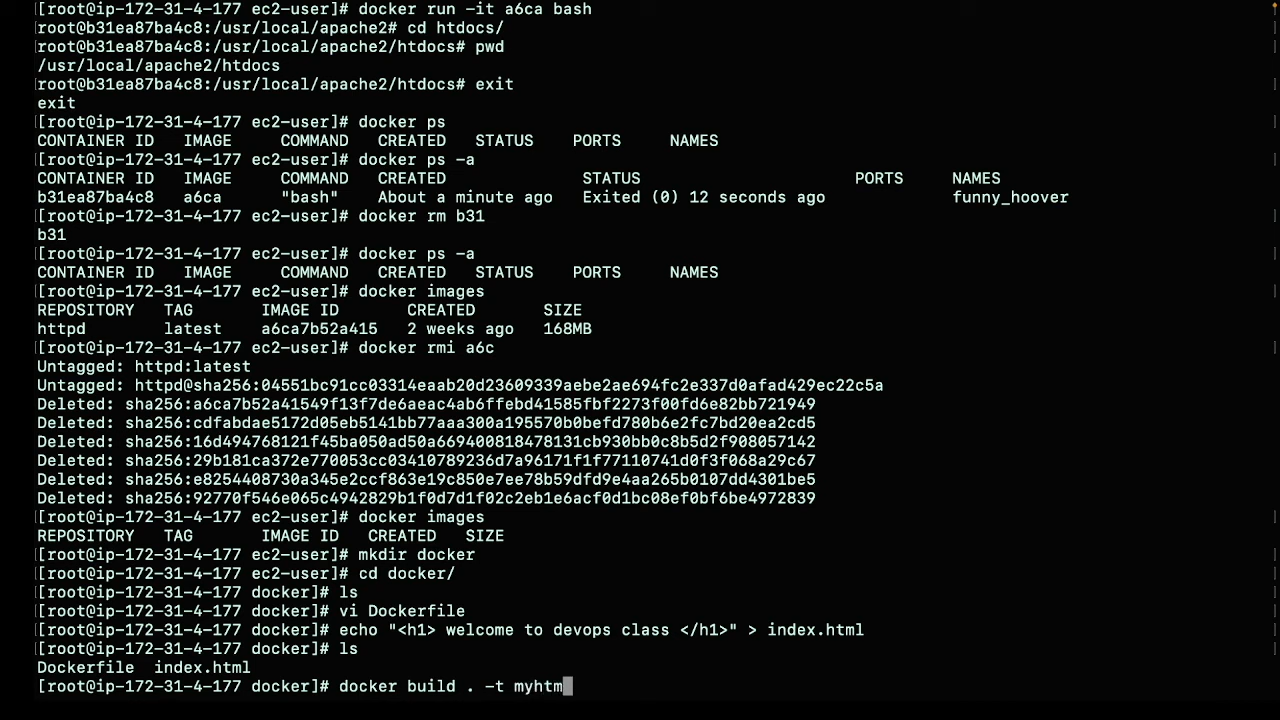 [root@ip-172-31-4-177 ec2-user]# docker run -it a6ca bash
root@b31ea87ba4c8:/usr/local/apache2# cd htdocs/
root@b31ea87ba4c8:/usr/local/apache2/htdocs# pwd
/usr/local/apache2/htdocs
root@b31ea87ba4c8:/usr/local/apache2/htdocs# exit
exit
[root@ip-172-31-4-177 ec2-user]# docker ps
CONTAINER ID   IMAGE     COMMAND   CREATED   STATUS    PORTS     NAMES
[root@ip-172-31-4-177 ec2-user]# docker ps -a
CONTAINER ID   IMAGE     COMMAND   CREATED              STATUS                      PORTS     NAMES
b31ea87ba4c8   a6ca      "bash"    About a minute ago   Exited (0) 12 seconds ago             funny_hoover
[root@ip-172-31-4-177 ec2-user]# docker rm b31
b31
[root@ip-172-31-4-177 ec2-user]# docker ps -a
CONTAINER ID   IMAGE     COMMAND   CREATED   STATUS    PORTS     NAMES
[root@ip-172-31-4-177 ec2-user]# docker images
REPOSITORY   TAG       IMAGE ID       CREATED       SIZE
httpd        latest    a6ca7b52a415   2 weeks ago   168MB
[root@ip-172-31-4-177 ec2-user]# docker rmi a6c
Untagged: httpd:latest
Untagged: httpd@sha256:04551bc91cc03314eaab20d23609339aebe2ae694fc2e337d0afad429ec22c5a
Deleted: sha256:a6ca7b52a41549f13f7de6aeac4ab6ffebd41585fbf2273f00fd6e82bb721949
Deleted: sha256:cdfabdae5172d05eb5141bb77aaa300a195570b0befd780b6e2fc7bd20ea2cd5
Deleted: sha256:16d494768121f45ba050ad50a669400818478131cb930bb0c8b5d2f908057142
Deleted: sha256:29b181ca372e770053cc03410789236d7a96171f1f77110741d0f3f068a29c67
Deleted: sha256:e8254408730a345e2ccf863e19c850e7ee78b59dfd9e4aa265b0107dd4301be5
Deleted: sha256:92770f546e065c4942829b1f0d7d1f02c2eb1e6acf0d1bc08ef0bf6be4972839
[root@ip-172-31-4-177 ec2-user]# docker images
REPOSITORY   TAG       IMAGE ID   CREATED   SIZE
[root@ip-172-31-4-177 ec2-user]# mkdir docker
[root@ip-172-31-4-177 ec2-user]# cd docker/
[root@ip-172-31-4-177 docker]# ls
[root@ip-172-31-4-177 docker]# vi Dockerfile
[root@ip-172-31-4-177 docker]# echo "<h1> welcome to devops class </h1>" > index.html
[root@ip-172-31-4-177 docker]# ls
Dockerfile  index.html
[root@ip-172-31-4-177 docker]# docker build . -t myhtm